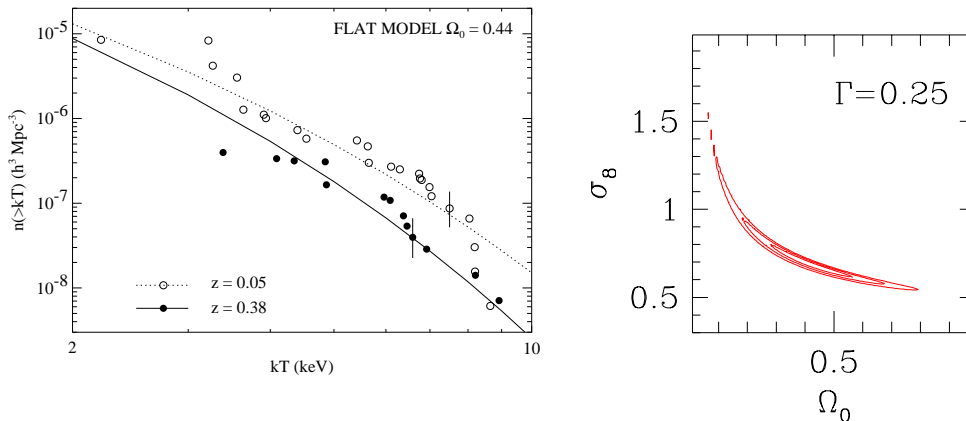 FLAT MODEL Ω₀ = 0.44
10⁻⁵
10⁻⁶
10⁻⁷
10⁻⁸
n(>kT) (h³ Mpc⁻³)
z = 0.05
z = 0.38
2
10
kT (keV)
Γ=0.25
1.5
1
0.5
σ₈
0.5
Ω₀